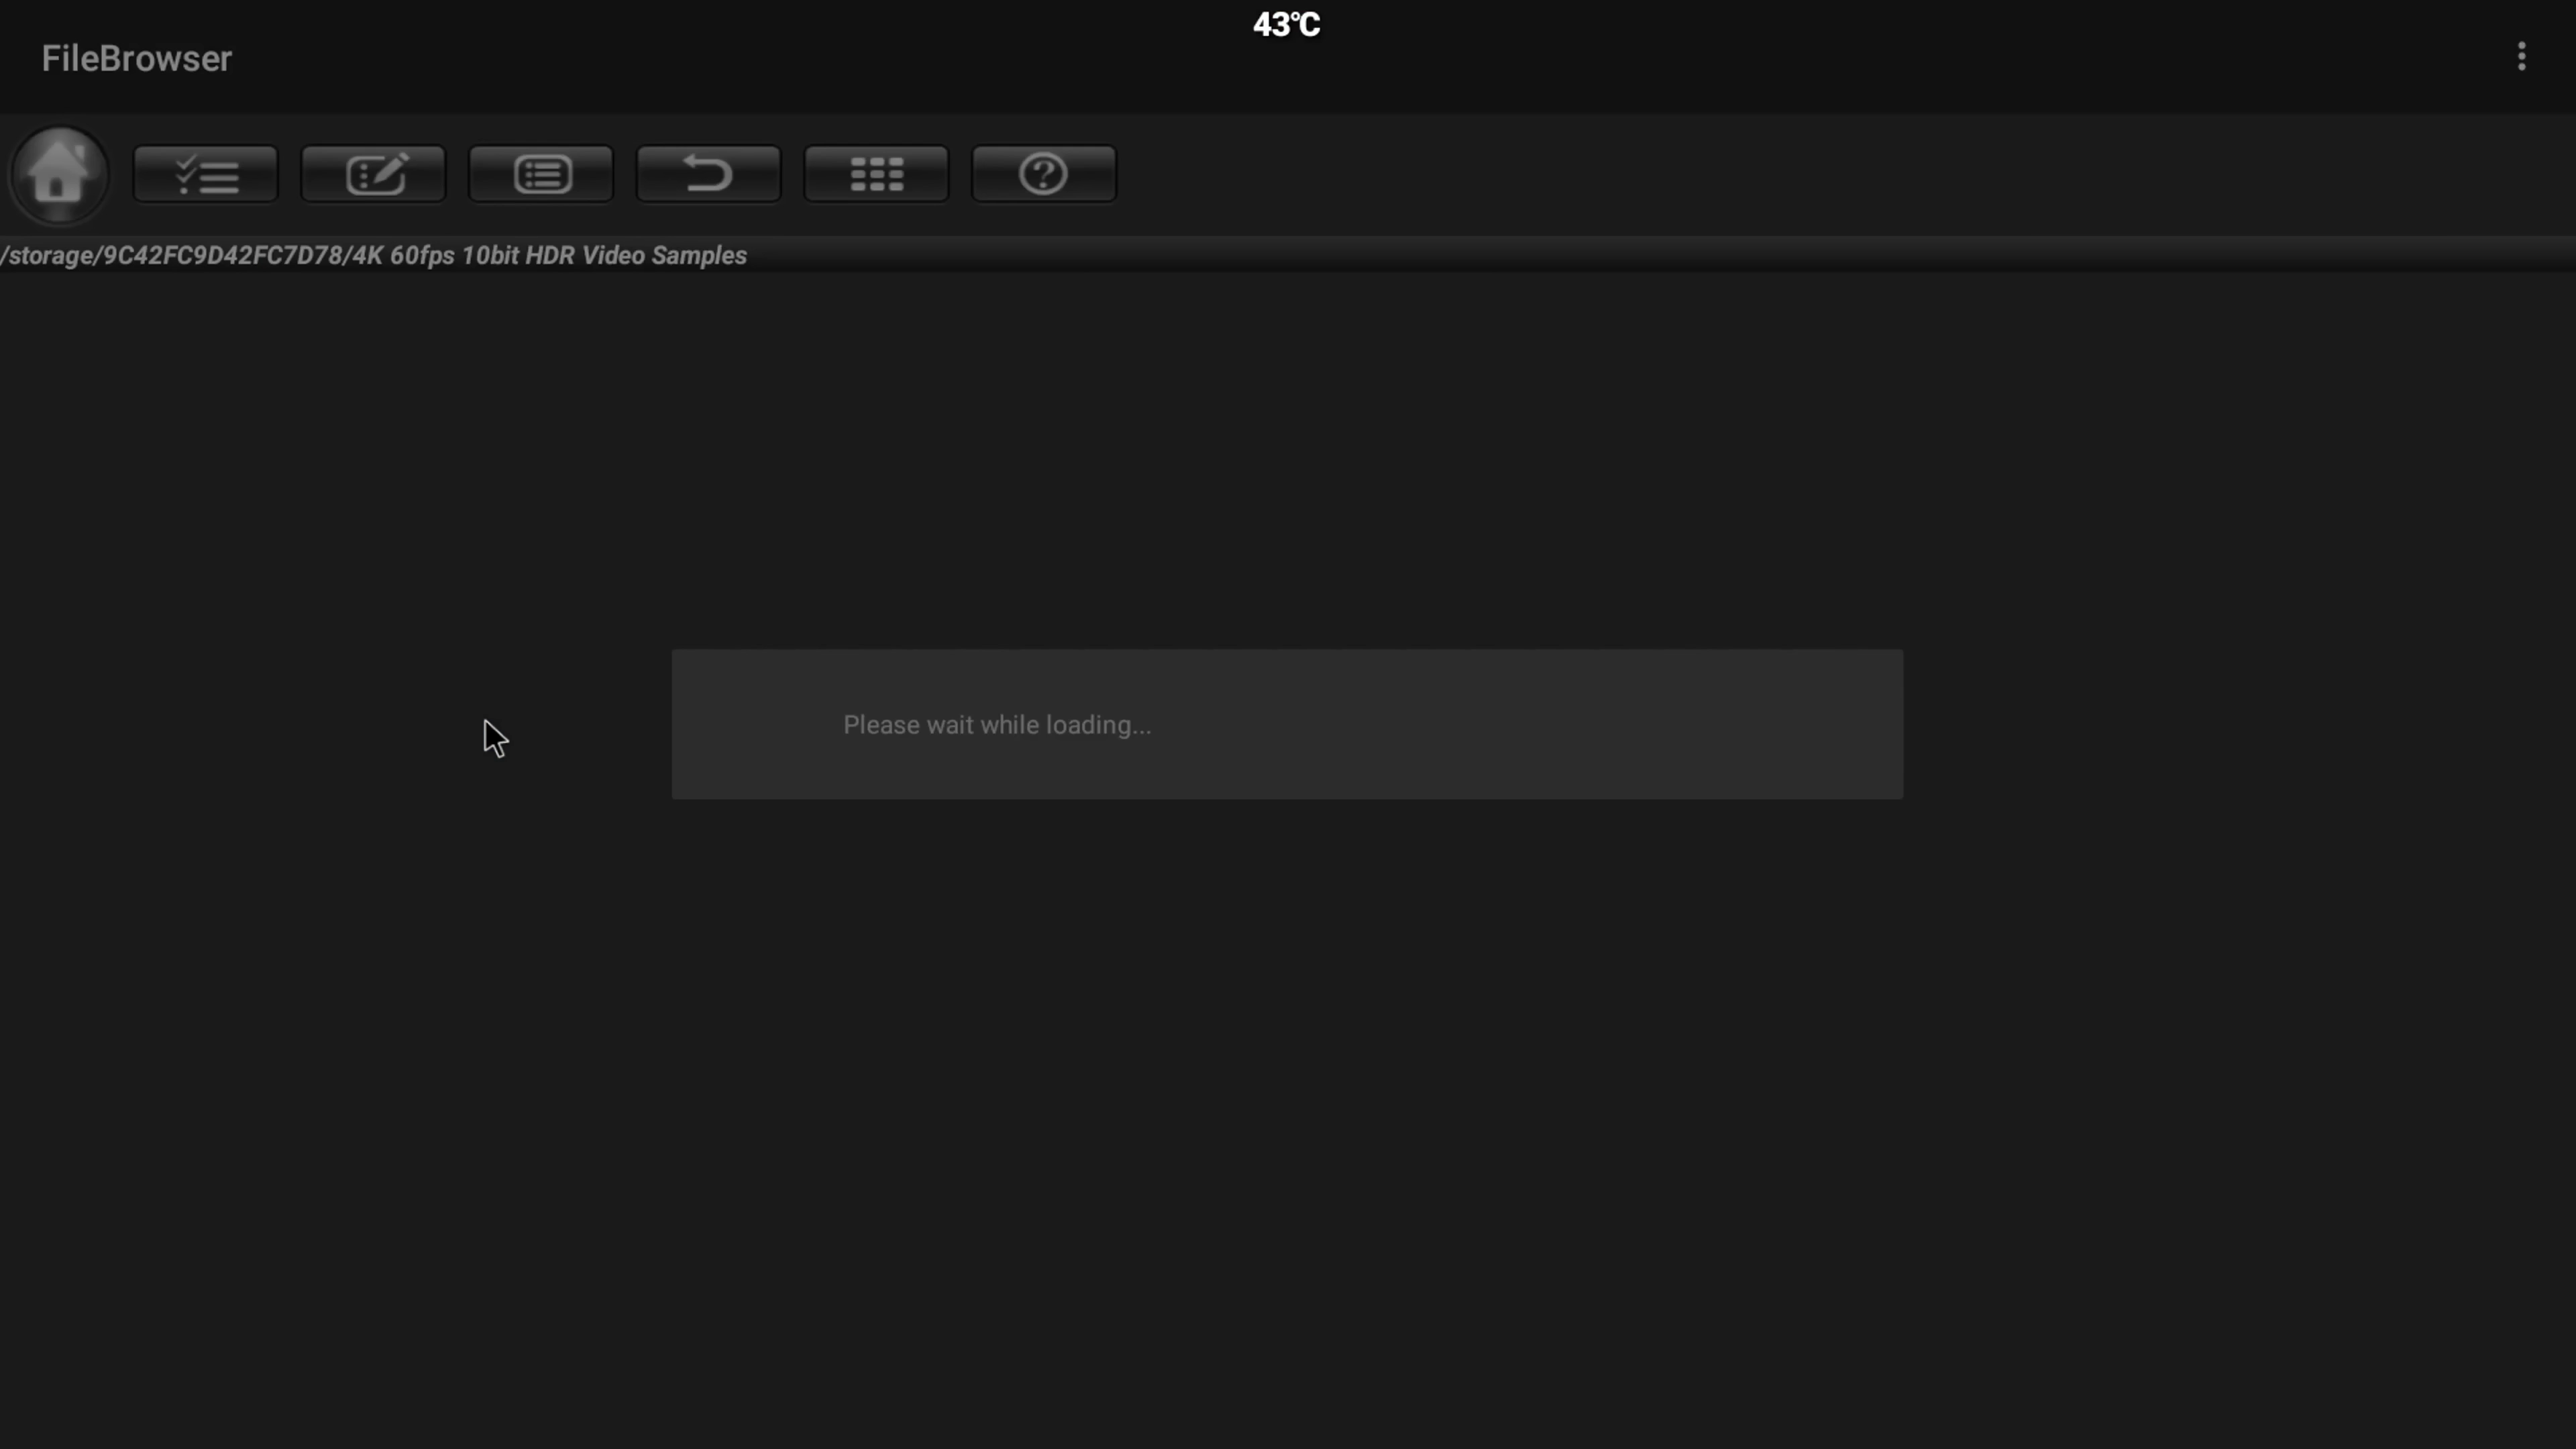 43°C
FileBrowser
/storage/9C42FC9D42FC7D78/4K 60fps 10bit HDR Video Samples
Please wait while loading...